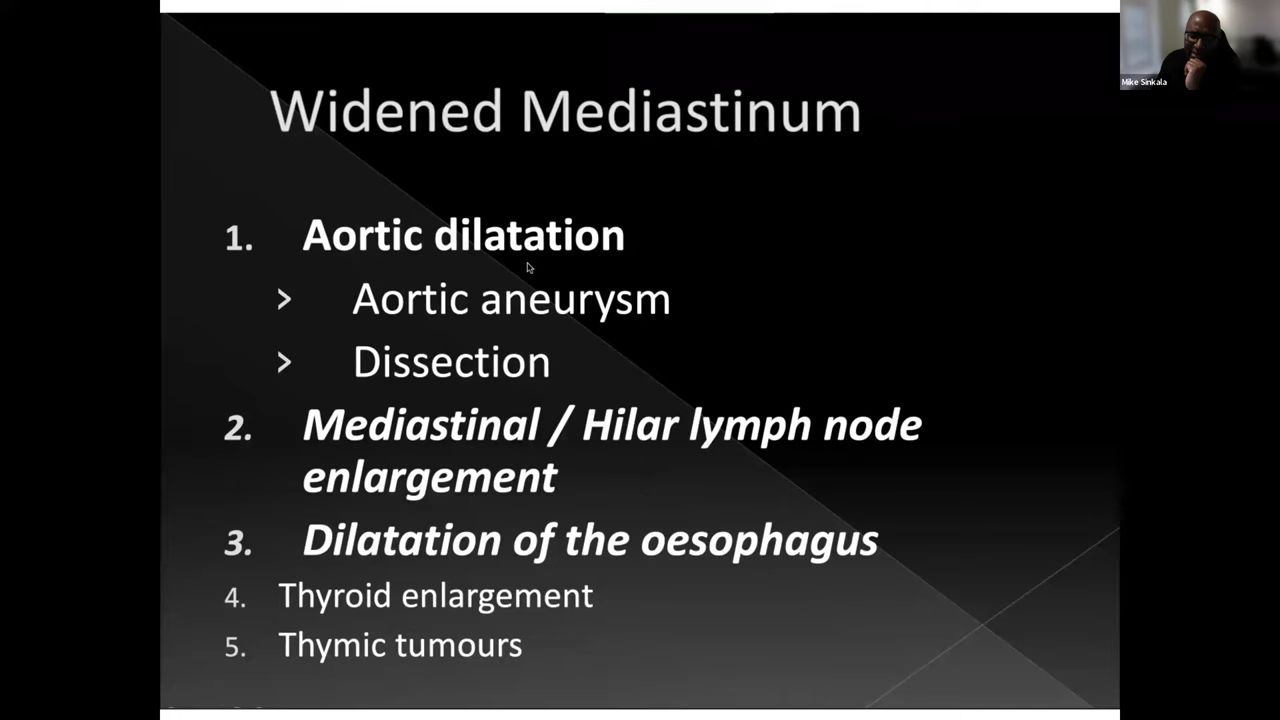 Widened Mediastinum
Mike Sinkala
1. Aortic dilatation
> Aortic aneurysm
> Dissection
2. Mediastinal / Hilar lymph node
enlargement
3. Dilatation of the oesophagus
4. Thyroid enlargement
5. Thymic tumours